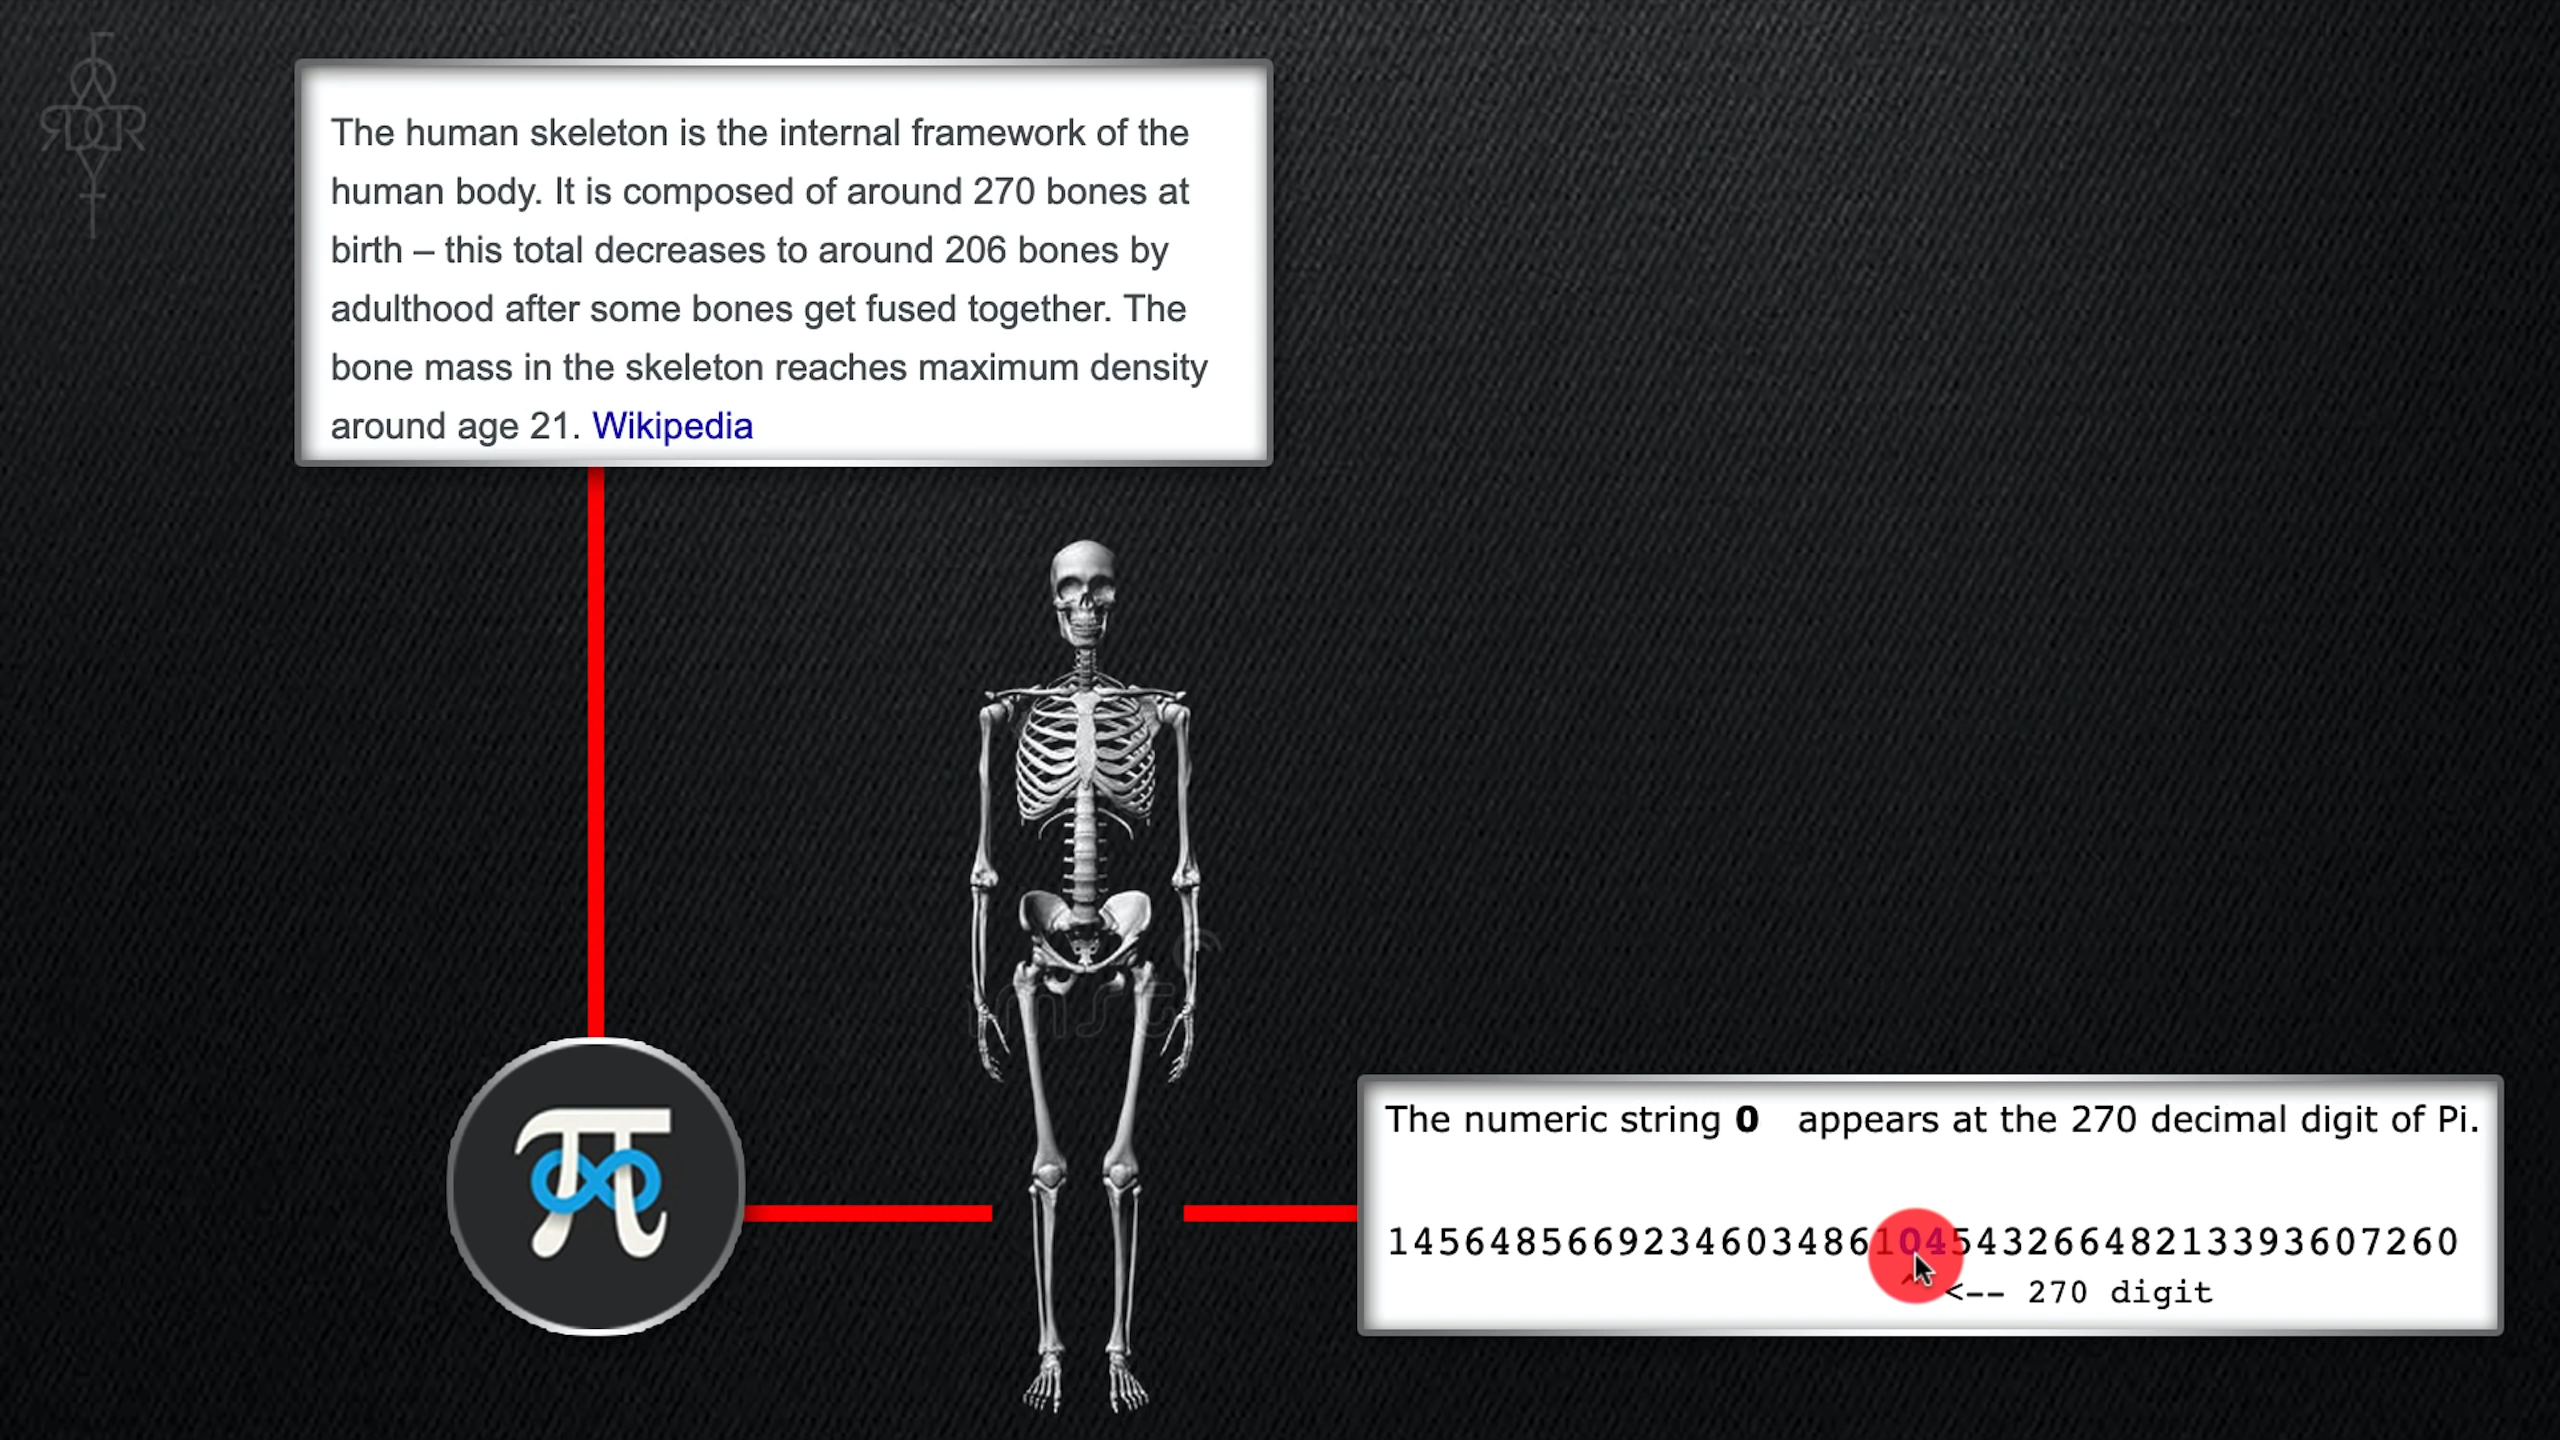 The human skeleton is the internal framework of the
human body. It is composed of around 270 bones at
birth – this total decreases to around 206 bones by
adulthood after some bones get fused together. The
bone mass in the skeleton reaches maximum density
around age 21. Wikipedia
π
The numeric string 0 appears at the 270 decimal digit of Pi.
145648566923460348610454326648213393607260
^ <-- 270 digit